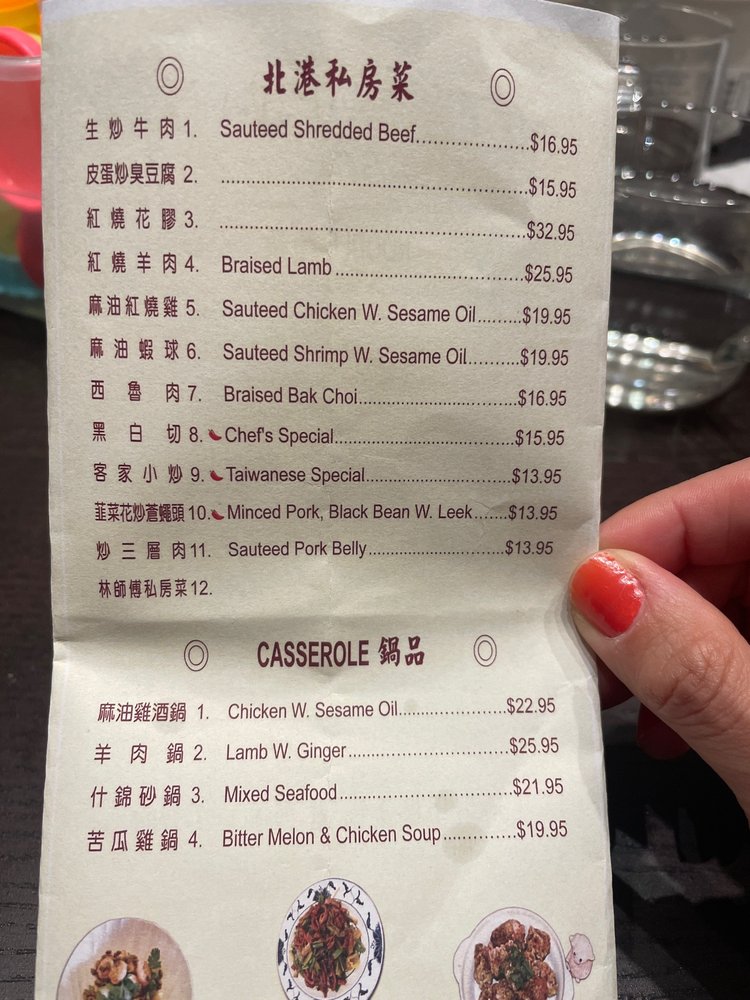 北港私房菜
生炒牛肉 1. Sauteed Shredded Beef....................$16.95
皮蛋炒臭豆腐 2. ....................$15.95
紅燒花膠 3. ....................$32.95
紅燒羊肉 4. Braised Lamb....................$25.95
麻油紅燒雞 5. Sauteed Chicken W. Sesame Oil.........$19.95
麻油蝦球 6. Sauteed Shrimp W. Sesame Oil..........$19.95
西魯肉 7. Braised Bak Choi....................$16.95
黑白切 8. Chef's Special....................$15.95
客家小炒 9. Taiwanese Special....................$13.95
韮菜花炒蒼蠅頭 10. Minced Pork, Black Bean W. Leek.......$13.95
炒三層肉 11. Sauteed Pork Belly....................$13.95
林師傅私房菜 12.
CASSEROLE 鍋品
麻油雞酒鍋 1. Chicken W. Sesame Oil....................$22.95
羊肉鍋 2. Lamb W. Ginger....................$25.95
什錦砂鍋 3. Mixed Seafood....................$21.95
苦瓜雞鍋 4. Bitter Melon & Chicken Soup.............$19.95